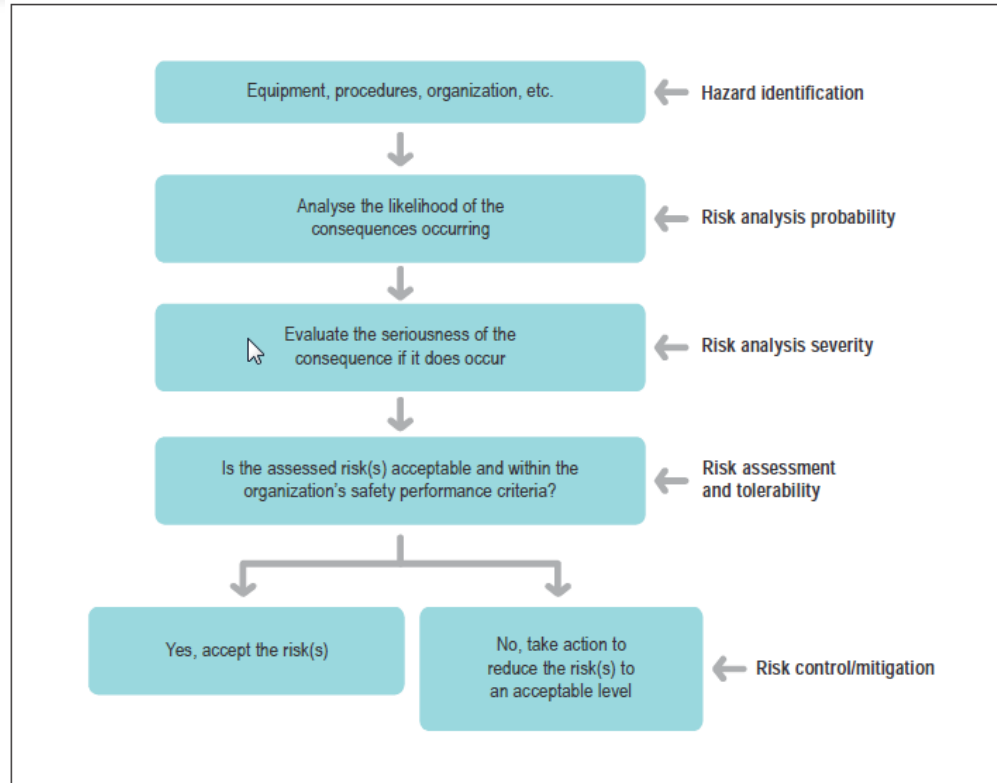 Equipment, procedures, organization, etc.
Hazard identification
Analyse the likelihood of the
consequences occurring
Risk analysis probability
Evaluate the seriousness of the
consequence if it does occur
Risk analysis severity
Is the assessed risk(s) acceptable and within the
organization's safety performance criteria?
Risk assessment
and tolerability
Yes, accept the risk(s)
No, take action to
reduce the risk(s) to
an acceptable level
Risk control/mitigation